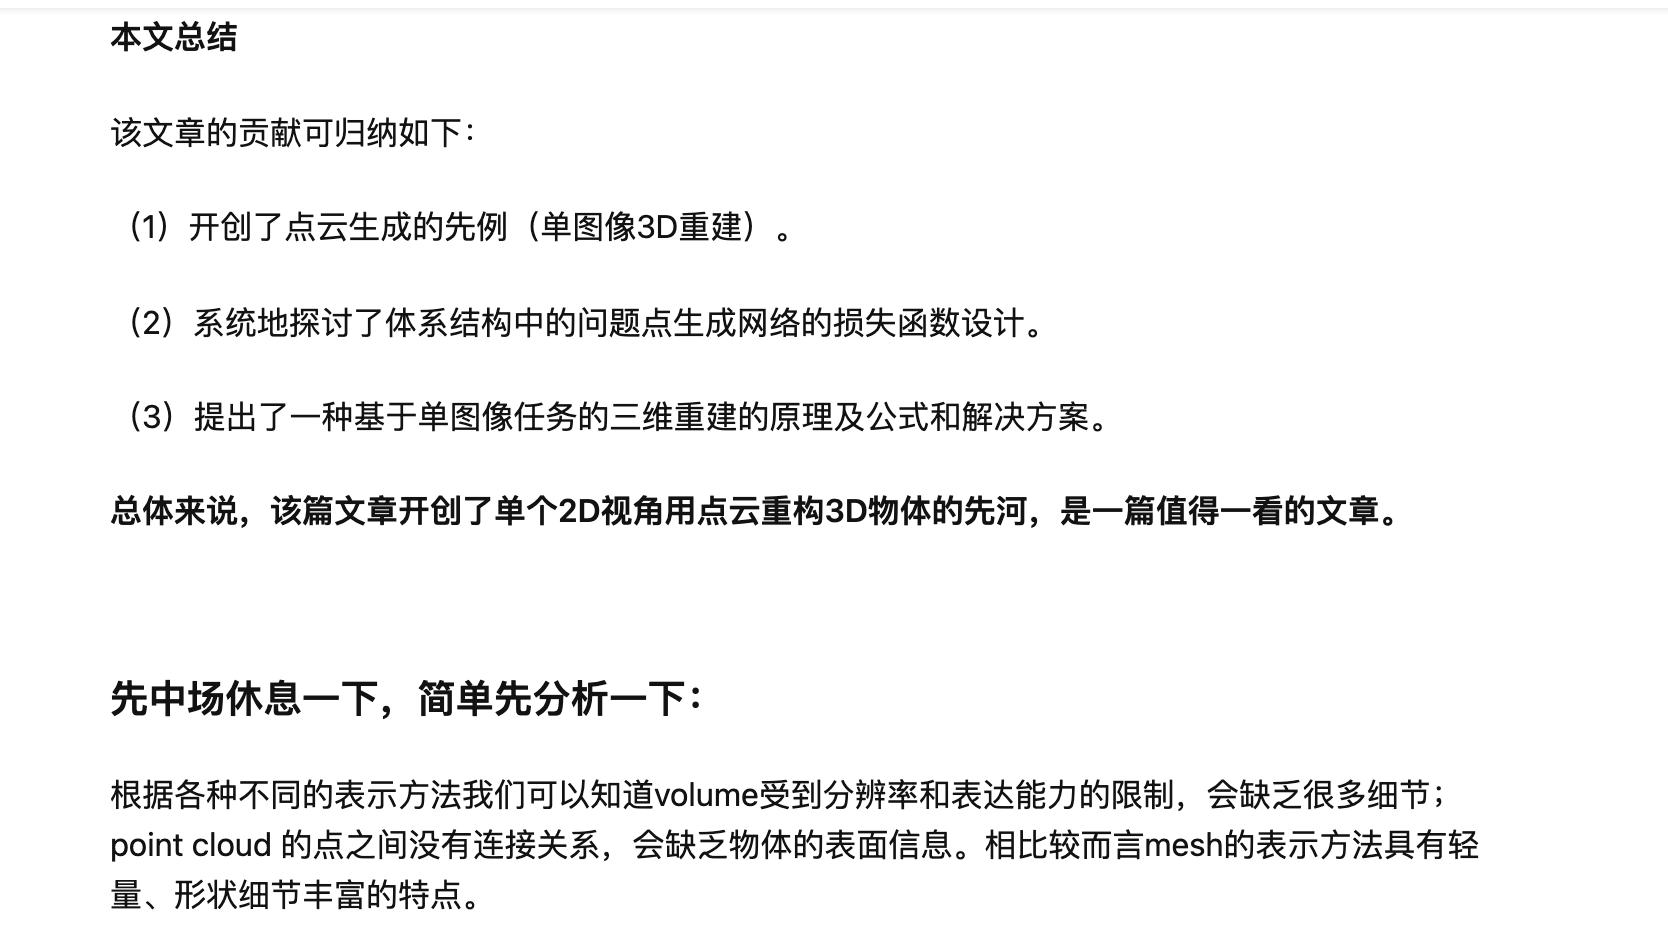 本文总结
该文章的贡献可归纳如下：
（1）开创了点云生成的先例（单图像3D重建）。
（2）系统地探讨了体系结构中的问题点生成网络的损失函数设计。
（3）提出了一种基于单图像任务的三维重建的原理及公式和解决方案。
总体来说，该篇文章开创了单个2D视角用点云重构3D物体的先河，是一篇值得一看的文章。
先中场休息一下，简单先分析一下：
根据各种不同的表示方法我们可以知道volume受到分辨率和表达能力的限制，会缺乏很多细节；
point cloud 的点之间没有连接关系，会缺乏物体的表面信息。相比较而言mesh的表示方法具有轻
量、形状细节丰富的特点。